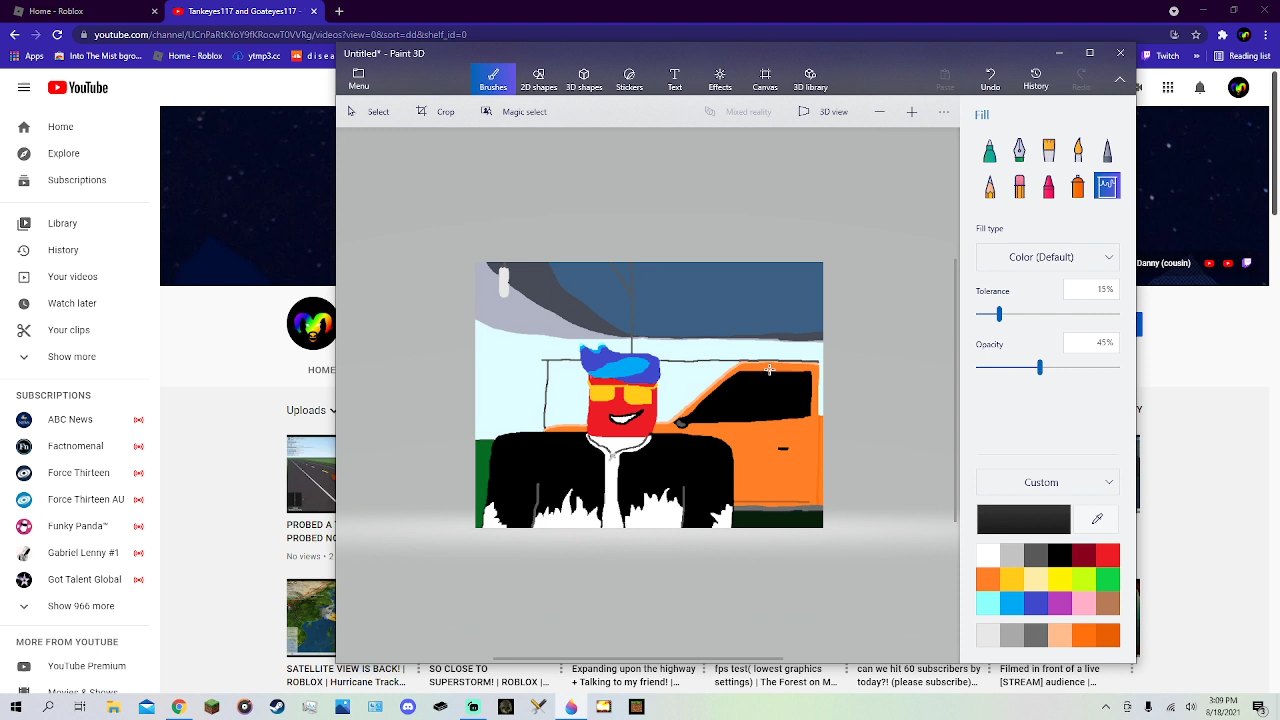 Home - Roblox
Tankeyes117 and Goateyes117 -
youtube.com/channel/UCnPaRtKYoY9fKRocwT0VVRg/videos?view=0&sort=dd&shelf_id=0
Apps
Into The Mist bgro...
Home - Roblox
ytmp3.cc
d i s e a
Twitch
Reading list
YouTube
Untitled* - Paint 3D
Menu
Brushes
2D shapes
3D shapes
Stickers
Text
Effects
Canvas
3D library
Paste
Undo
History
Redo
Select
Crop
Magic select
Mixed reality
3D view
Fill
Fill type
Color (Default)
Tolerance
15%
Opacity
45%
Custom
Home
Explore
Subscriptions
Library
History
Your videos
Watch later
Your clips
Show more
SUBSCRIPTIONS
ABC News
Factnomenal
Force Thirteen
Force Thirteen AU
Funky Panda™
Gabriel Lenny #1
Got Talent Global
Show 966 more
MORE FROM YOUTUBE
YouTube Premium
Danny (cousin)
HOME
Uploads
PROBED A
PROBED NO
No views • 2
SATELLITE VIEW IS BACK! |
ROBLOX | Hurricane Track...
SO CLOSE TO
SUPERSTORM! | ROBLOX |...
Expanding upon the highway
+ Talking to my friend! |...
fps test( lowest graphics
settings) | The Forest on M...
can we hit 60 subscribers by
today?! (please subscribe)...
Filmed in front of a live
[STREAM] audience |...
3:09 PM
8/18/2021